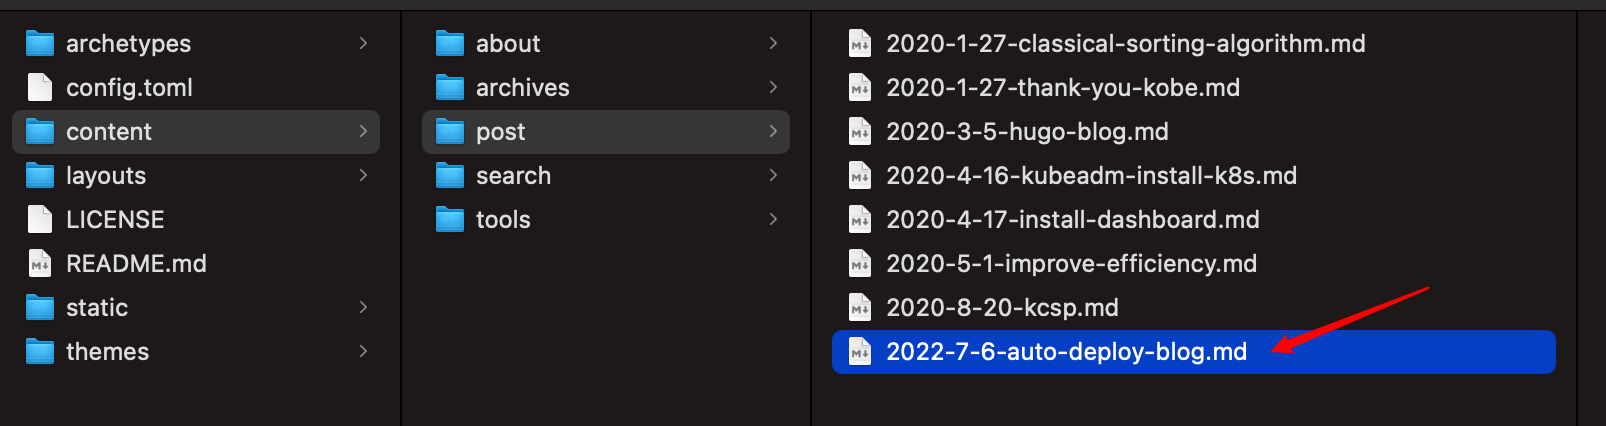 archetypes
config.toml
content
layouts
LICENSE
README.md
static
themes
about
archives
post
search
tools
2020-1-27-classical-sorting-algorithm.md
2020-1-27-thank-you-kobe.md
2020-3-5-hugo-blog.md
2020-4-16-kubeadm-install-k8s.md
2020-4-17-install-dashboard.md
2020-5-1-improve-efficiency.md
2020-8-20-kcsp.md
2022-7-6-auto-deploy-blog.md